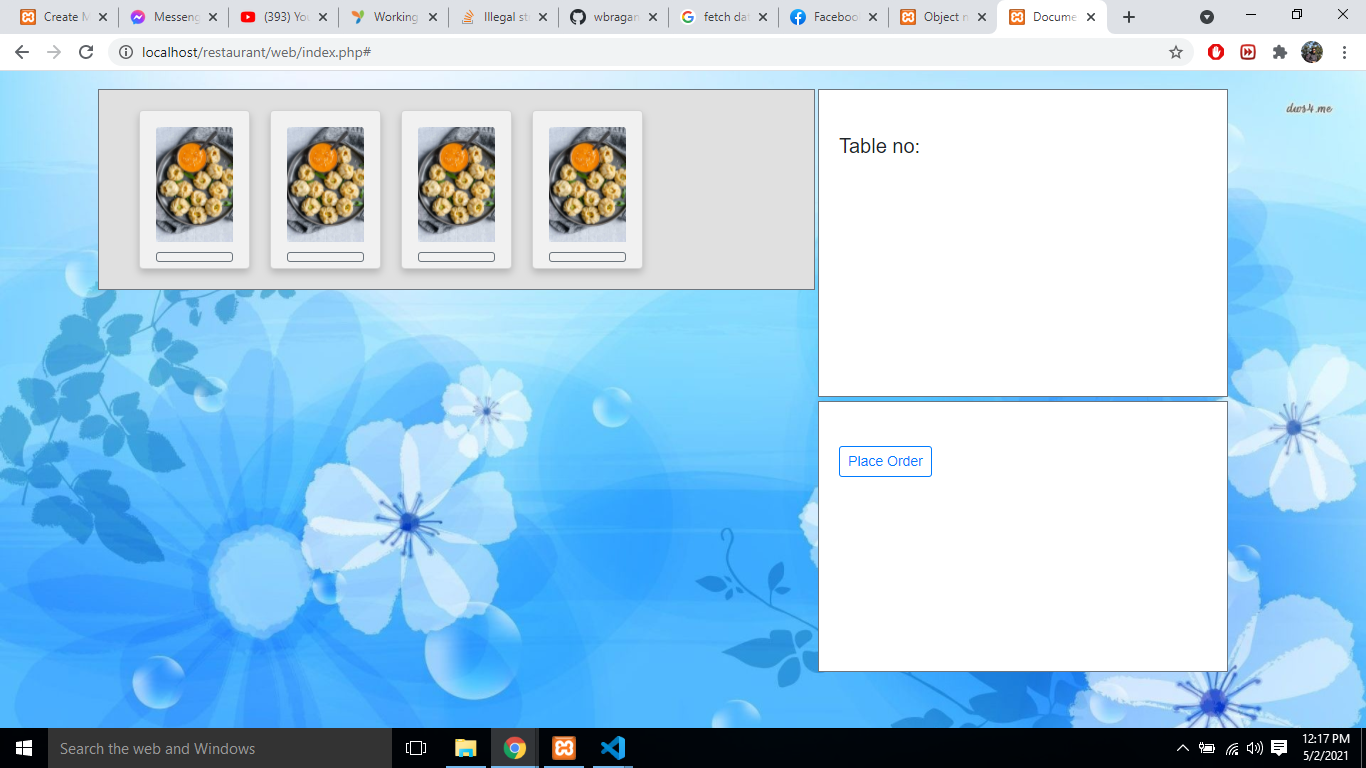 Create M
Messeng
(393) You
Working
Illegal st
wbragan
fetch dat
Facebook
Object n
Docume
localhost/restaurant/web/index.php#
dws4.me
Table no:
Place Order
Search the web and Windows
12:17 PM
5/2/2021